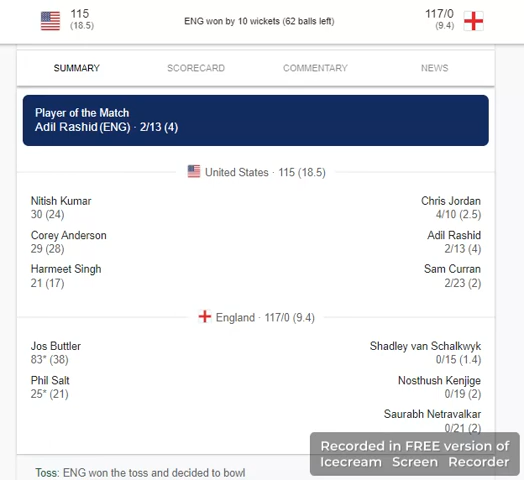 115
(18.5)
ENG won by 10 wickets (62 balls left)
117/0
(9.4)
SUMMARY SCORECARD COMMENTARY NEWS
Player of the Match
Adil Rashid (ENG) · 2/13 (4)
United States · 115 (18.5)
Nitish Kumar Chris Jordan
30 (24) 4/10 (2.5)
Corey Anderson Adil Rashid
29 (28) 2/13 (4)
Harmeet Singh Sam Curran
21 (17) 2/23 (2)
England · 117/0 (9.4)
Jos Buttler Shadley van Schalkwyk
83* (38) 0/15 (1.4)
Phil Salt Nosthush Kenjige
25* (21) 0/19 (2)
Saurabh Netravalkar
0/21 (2)
Recorded in FREE version of
Icecream Screen Recorder
Toss: ENG won the toss and decided to bowl